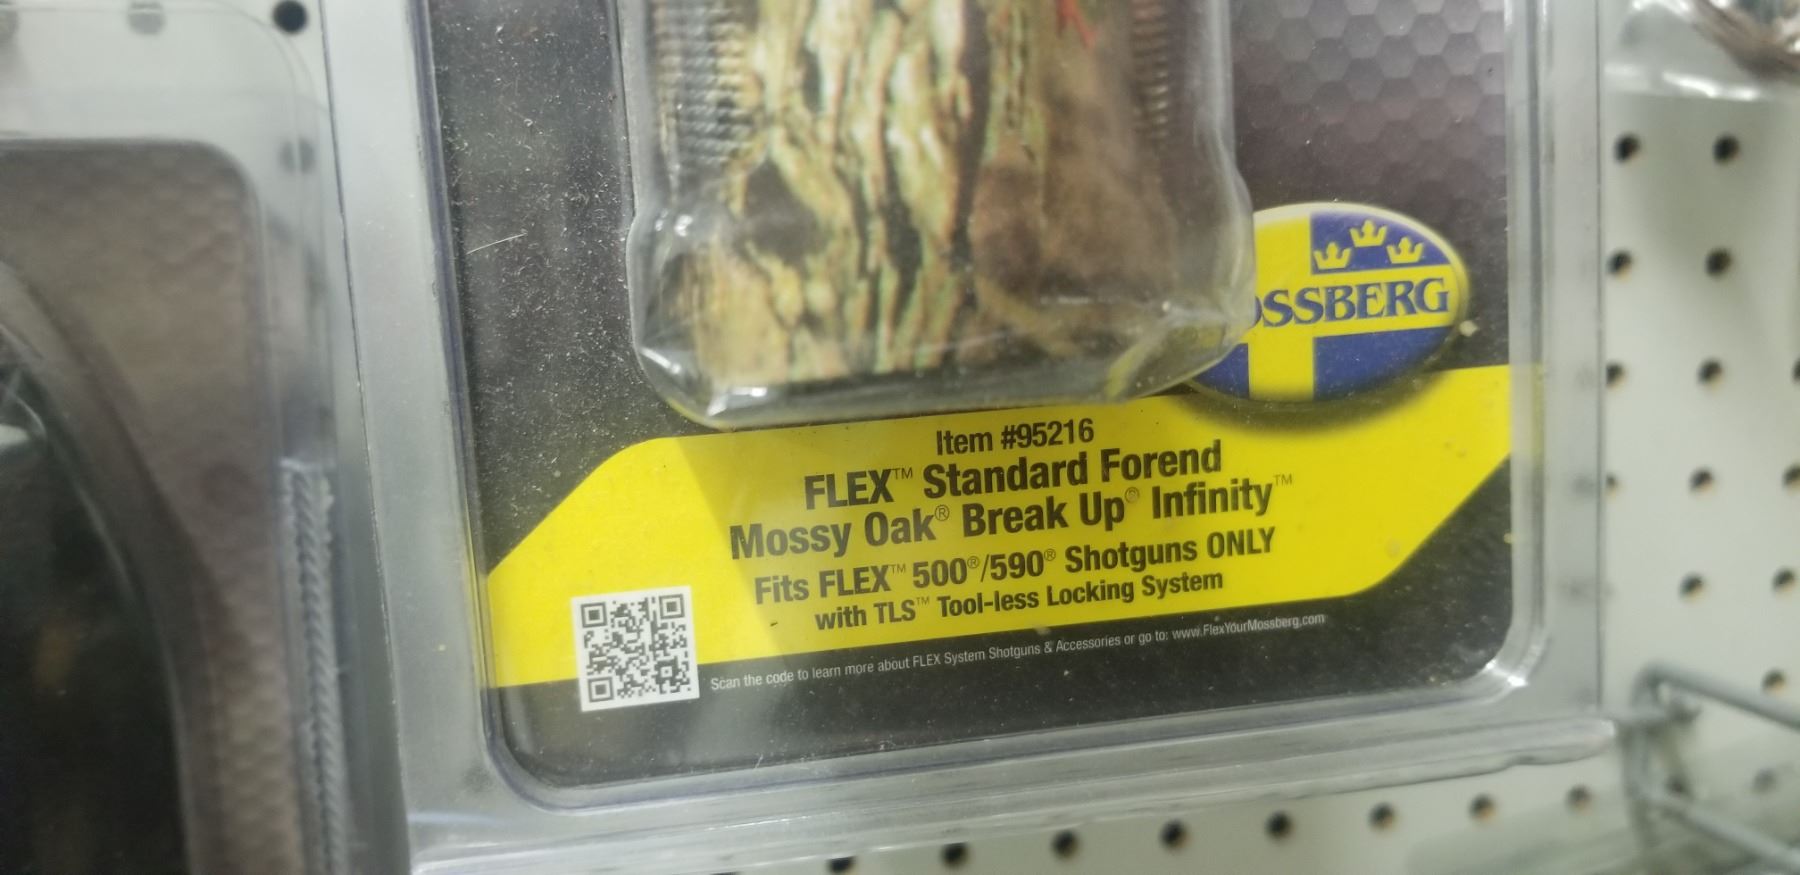 OSSBERG
Item #95216
FLEX™ Standard Forend
Mossy Oak® Break Up® Infinity™
Fits FLEX™ 500®/590® Shotguns ONLY
with TLS™ Tool-less Locking System
Scan the code to learn more about FLEX System Shotguns & Accessories or go to: www.FlexYourMossberg.com